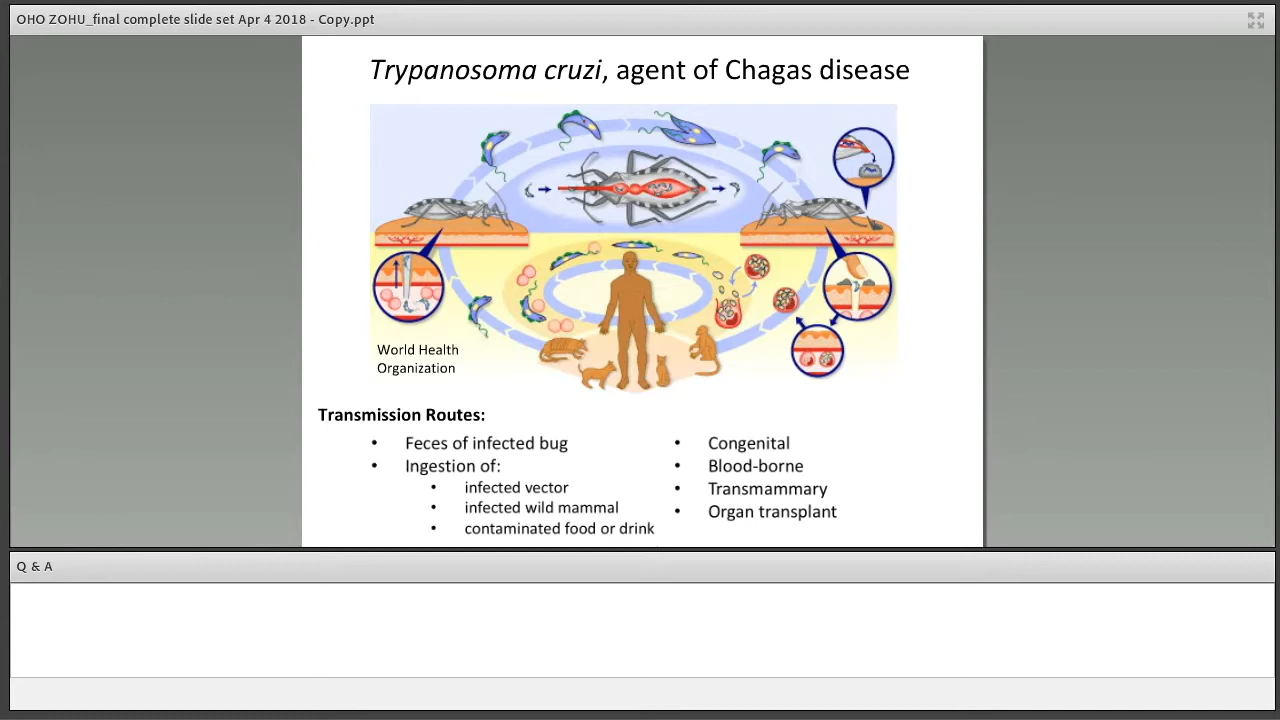 OHO ZOHU_final complete slide set Apr 4 2018 - Copy.ppt
Trypanosoma cruzi, agent of Chagas disease
World Health
Organization
Transmission Routes:
• Feces of infected bug
• Ingestion of:
• infected vector
• infected wild mammal
• contaminated food or drink
• Congenital
• Blood-borne
• Transmammary
• Organ transplant
Q & A